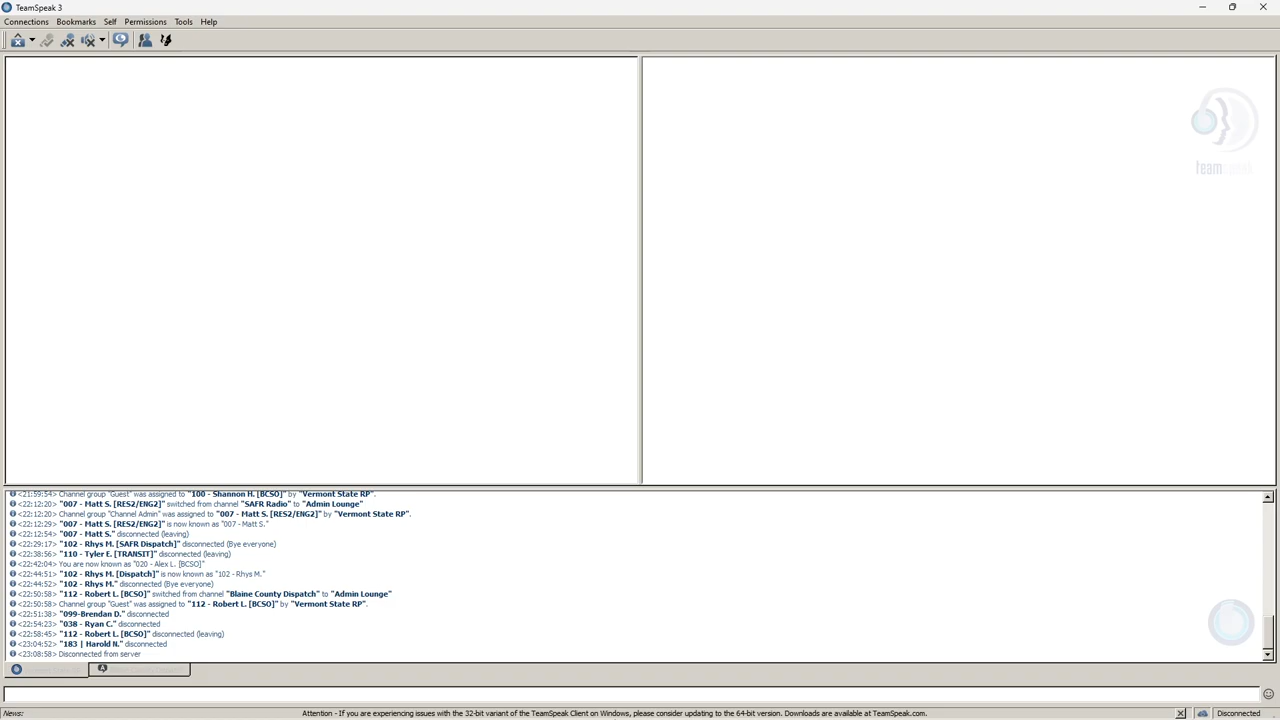 TeamSpeak 3
Connections Bookmarks Self Permissions Tools Help
<21:59:54> Channel group "Guest" was assigned to "100 - Shannon H. [BCSO]" by "Vermont State RP".
<22:12:20> "007 - Matt S. [RES2/ENG2]" switched from channel "SAFR Radio" to "Admin Lounge"
<22:12:20> Channel group "Channel Admin" was assigned to "007 - Matt S. [RES2/ENG2]" by "Vermont State RP".
<22:12:29> "007 - Matt S. [RES2/ENG2]" is now known as "007 - Matt S."
<22:12:54> "007 - Matt S." disconnected (leaving)
<22:29:17> "102 - Rhys M. [SAFR Dispatch]" disconnected (Bye everyone)
<22:38:56> "110 - Tyler E. [TRANSIT]" disconnected (leaving)
<22:42:04> You are now known as "020 - Alex L. [BCSO]"
<22:44:51> "102 - Rhys M. [Dispatch]" is now known as "102 - Rhys M."
<22:44:52> "102 - Rhys M." disconnected (Bye everyone)
<22:50:58> "112 - Robert L. [BCSO]" switched from channel "Blaine County Dispatch" to "Admin Lounge"
<22:50:58> Channel group "Guest" was assigned to "112 - Robert L. [BCSO]" by "Vermont State RP".
<22:51:38> "099-Brendan D." disconnected
<22:54:23> "038 - Ryan C." disconnected
<22:58:45> "112 - Robert L. [BCSO]" disconnected (leaving)
<23:04:52> "183 | Harold N." disconnected
<23:08:58> Disconnected from server
News: Attention - If you are experiencing issues with the 32-bit variant of the TeamSpeak Client on Windows, please consider updating to the 64-bit version. Downloads are available at TeamSpeak.com. Disconnected